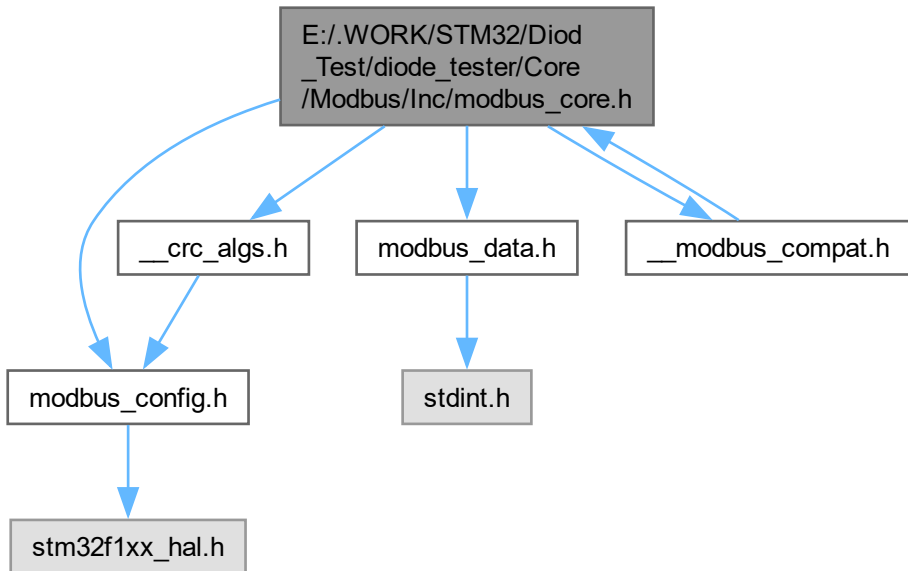 E:/.WORK/STM32/Diod
_Test/diode_tester/Core
/Modbus/Inc/modbus_core.h
__crc_algs.h
modbus_data.h
__modbus_compat.h
modbus_config.h
stdint.h
stm32f1xx_hal.h